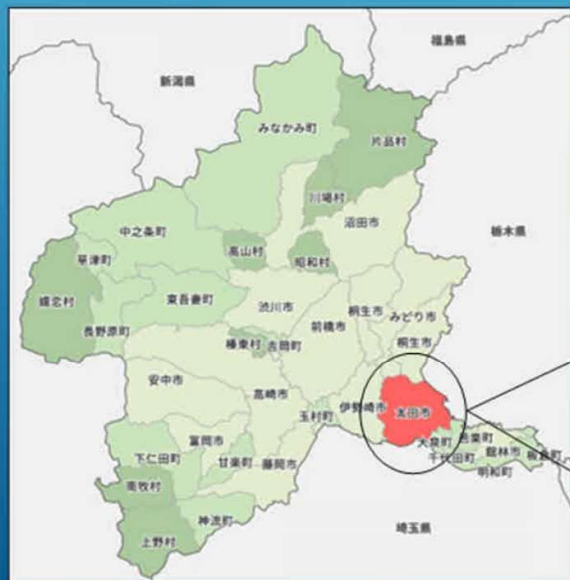 福島県
新潟県
みなかみ町
片品村
川場村
沼田市
中之条町
高山村
昭和村
栃木県
草津町
嬬恋村
東吾妻町
長野原町
渋川市
桐生市
みどり市
前橋市
榛東村
吉岡町
桐生市
安中市
高崎市
玉村町
伊勢崎市
太田市
富岡市
大泉町
邑楽町
館林市
板倉町
下仁田町
甘楽町
藤岡市
千代田町
明和町
南牧村
神流町
上野村
埼玉県